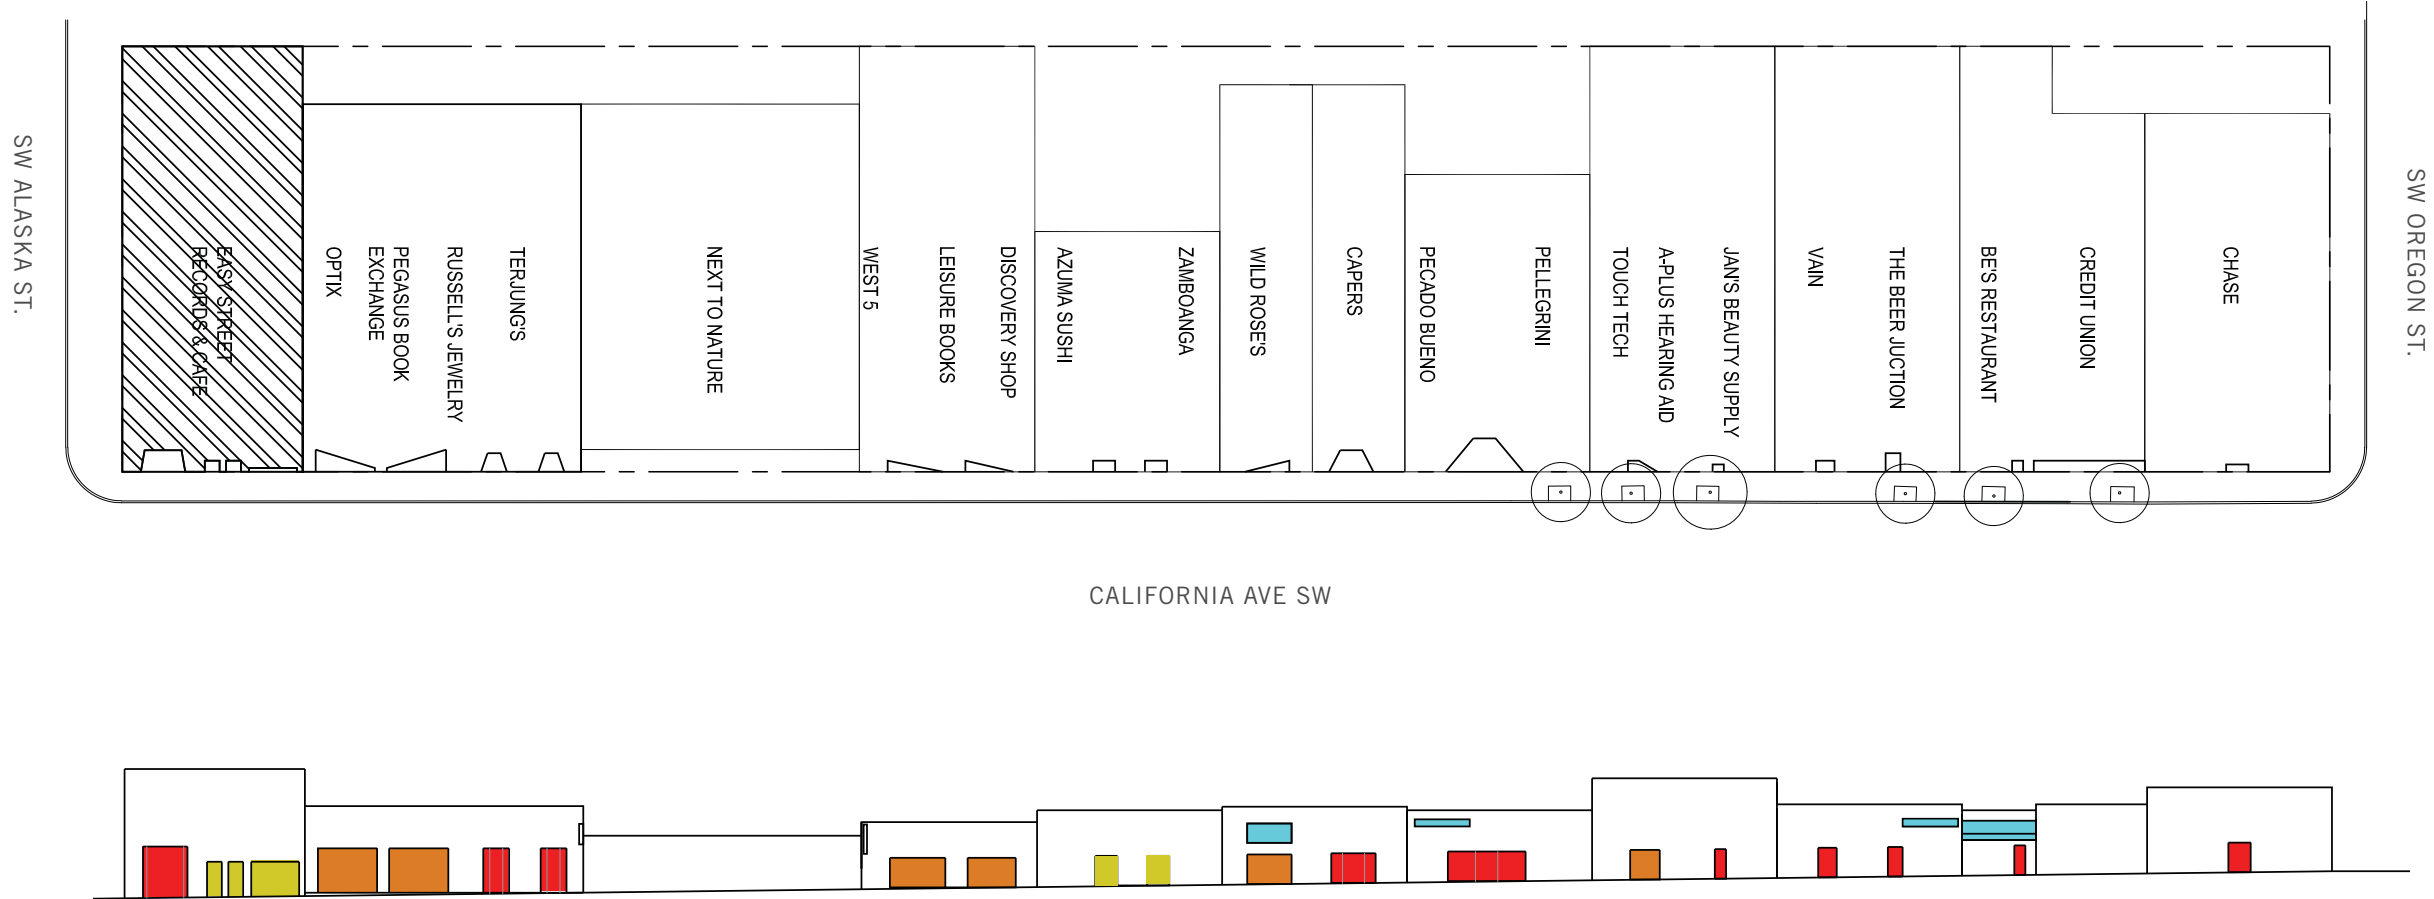 SW ALASKA ST.
EASY STREET
RECORDS & CAFE
OPTIX
PEGASUS BOOK
EXCHANGE
RUSSELL'S JEWELRY
TERJUNG'S
NEXT TO NATURE
WEST 5
LEISURE BOOKS
DISCOVERY SHOP
AZUMA SUSHI
ZAMBOANGA
WILD ROSE'S
CAPERS
PECADO BUENO
PELLEGRINI
TOUCH TECH
A-PLUS HEARING AID
JAN'S BEAUTY SUPPLY
VAIN
THE BEER JUCTION
BE'S RESTAURANT
CREDIT UNION
CHASE
SW OREGON ST.
CALIFORNIA AVE SW